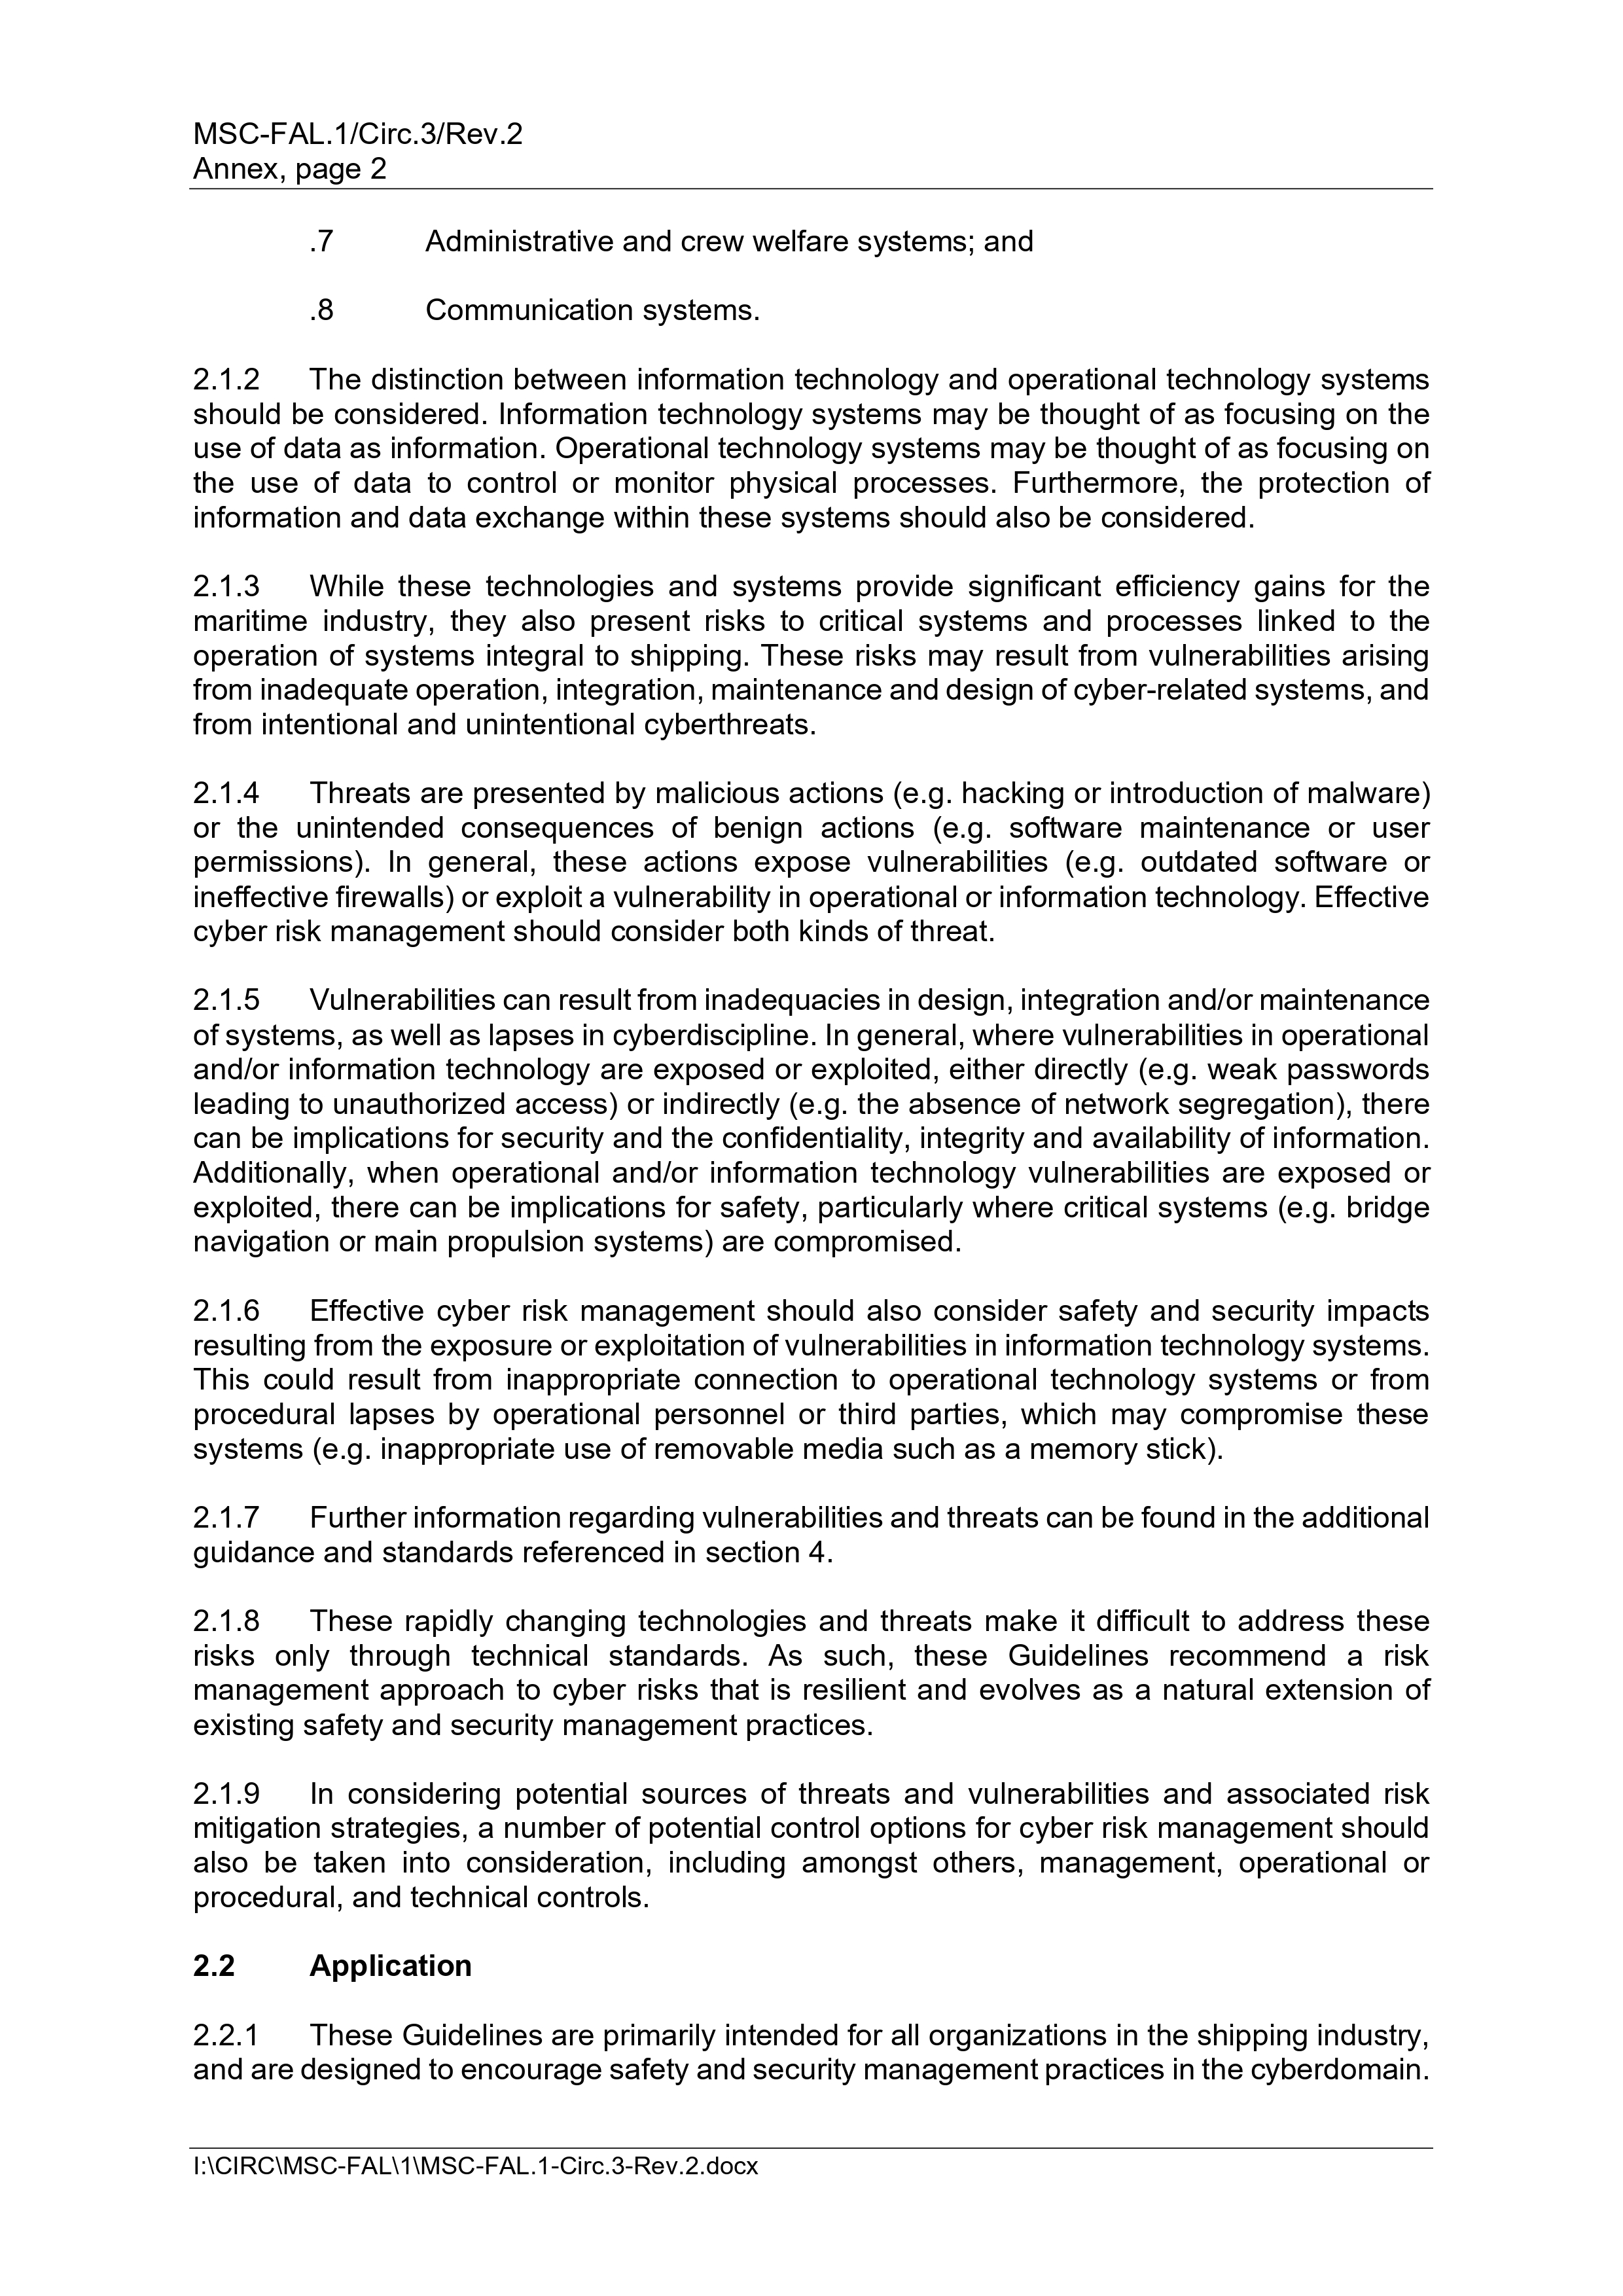 MSC-FAL.1/Circ.3/Rev.2
Annex, page 2
.7 Administrative and crew welfare systems; and
.8 Communication systems.
2.1.2 The distinction between information technology and operational technology systems
should be considered. Information technology systems may be thought of as focusing on the
use of data as information. Operational technology systems may be thought of as focusing on
the use of data to control or monitor physical processes. Furthermore, the protection of
information and data exchange within these systems should also be considered.
2.1.3 While these technologies and systems provide significant efficiency gains for the
maritime industry, they also present risks to critical systems and processes linked to the
operation of systems integral to shipping. These risks may result from vulnerabilities arising
from inadequate operation, integration, maintenance and design of cyber-related systems, and
from intentional and unintentional cyberthreats.
2.1.4 Threats are presented by malicious actions (e.g. hacking or introduction of malware)
or the unintended consequences of benign actions (e.g. software maintenance or user
permissions). In general, these actions expose vulnerabilities (e.g. outdated software or
ineffective firewalls) or exploit a vulnerability in operational or information technology. Effective
cyber risk management should consider both kinds of threat.
2.1.5 Vulnerabilities can result from inadequacies in design, integration and/or maintenance
of systems, as well as lapses in cyberdiscipline. In general, where vulnerabilities in operational
and/or information technology are exposed or exploited, either directly (e.g. weak passwords
leading to unauthorized access) or indirectly (e.g. the absence of network segregation), there
can be implications for security and the confidentiality, integrity and availability of information.
Additionally, when operational and/or information technology vulnerabilities are exposed or
exploited, there can be implications for safety, particularly where critical systems (e.g. bridge
navigation or main propulsion systems) are compromised.
2.1.6 Effective cyber risk management should also consider safety and security impacts
resulting from the exposure or exploitation of vulnerabilities in information technology systems.
This could result from inappropriate connection to operational technology systems or from
procedural lapses by operational personnel or third parties, which may compromise these
systems (e.g. inappropriate use of removable media such as a memory stick).
2.1.7 Further information regarding vulnerabilities and threats can be found in the additional
guidance and standards referenced in section 4.
2.1.8 These rapidly changing technologies and threats make it difficult to address these
risks only through technical standards. As such, these Guidelines recommend a risk
management approach to cyber risks that is resilient and evolves as a natural extension of
existing safety and security management practices.
2.1.9 In considering potential sources of threats and vulnerabilities and associated risk
mitigation strategies, a number of potential control options for cyber risk management should
also be taken into consideration, including amongst others, management, operational or
procedural, and technical controls.
2.2 Application
2.2.1 These Guidelines are primarily intended for all organizations in the shipping industry,
and are designed to encourage safety and security management practices in the cyberdomain.
I:\CIRC\MSC-FAL\1\MSC-FAL.1-Circ.3-Rev.2.docx